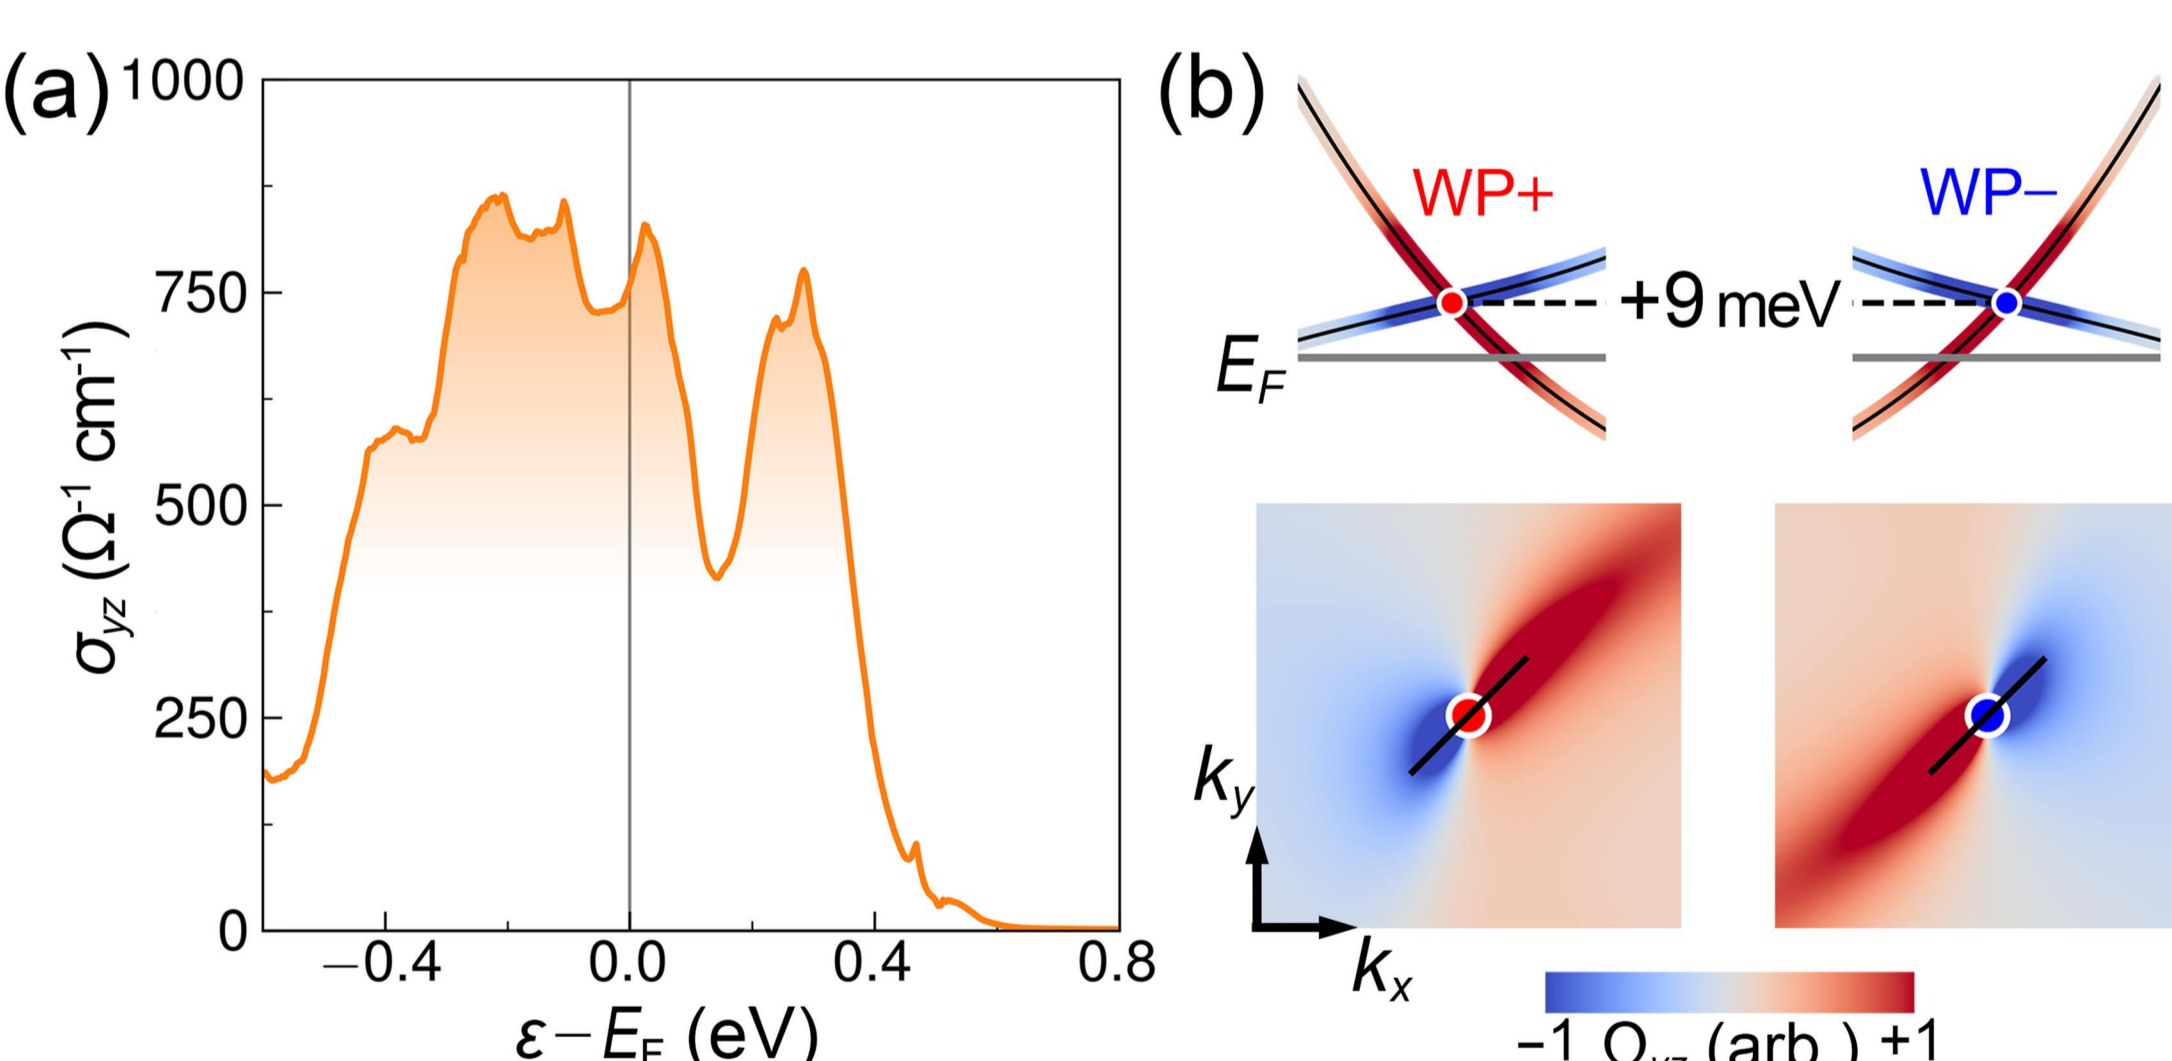 (a)
1000
750
500
250
0
σyz (Ω-1 cm-1)
−0.4 0.0 0.4 0.8
ε−EF (eV)
(b)
WP+ WP−
+9 meV
EF
ky
kx
−1 Ωyz (arb.) +1